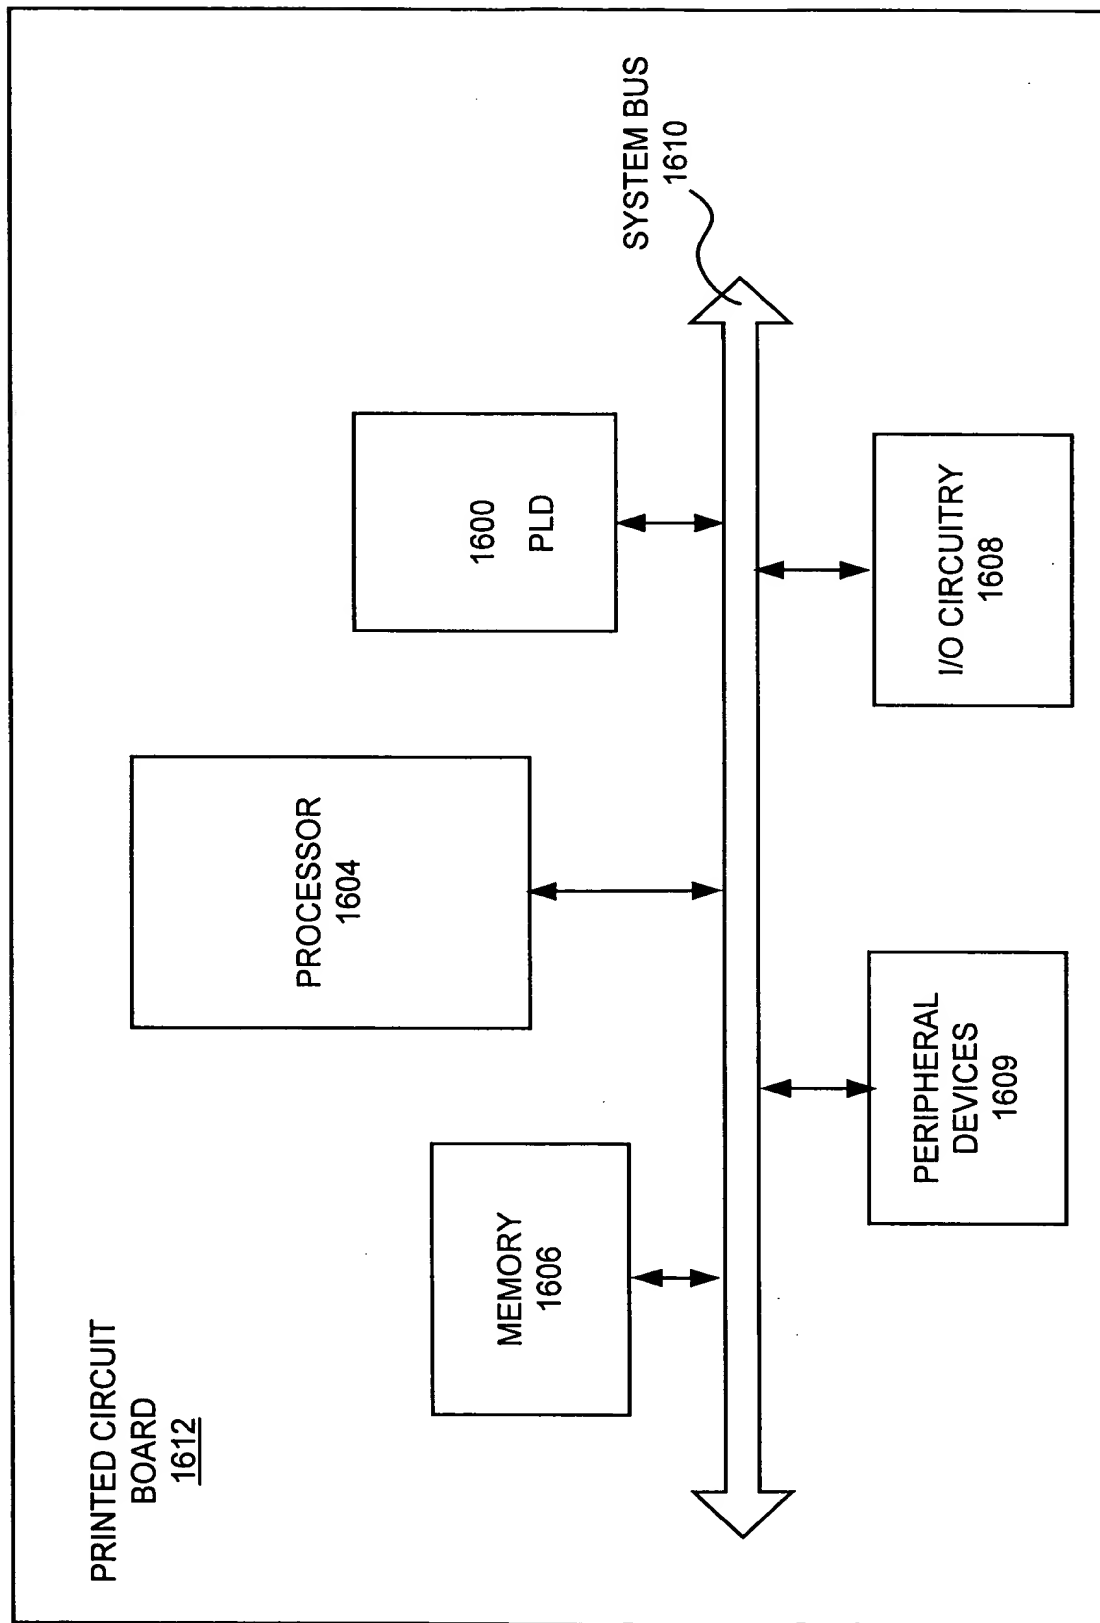 PRINTED CIRCUIT
BOARD
1612
MEMORY
1606
PROCESSOR
1604
1600
PLD
SYSTEM BUS
1610
PERIPHERAL
DEVICES
1609
I/O CIRCUITRY
1608